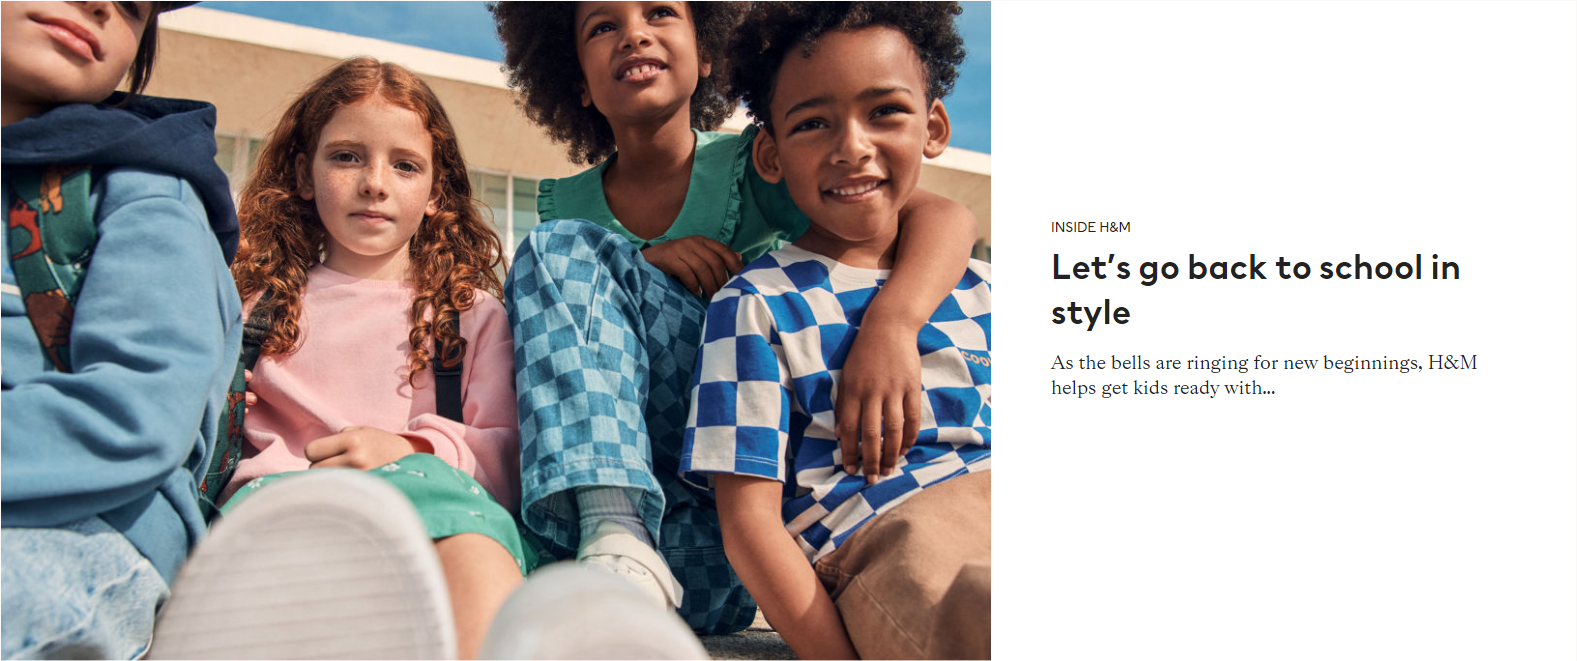 INSIDE H&M
Let's go back to school in
style
As the bells are ringing for new beginnings, H&M
helps get kids ready with...